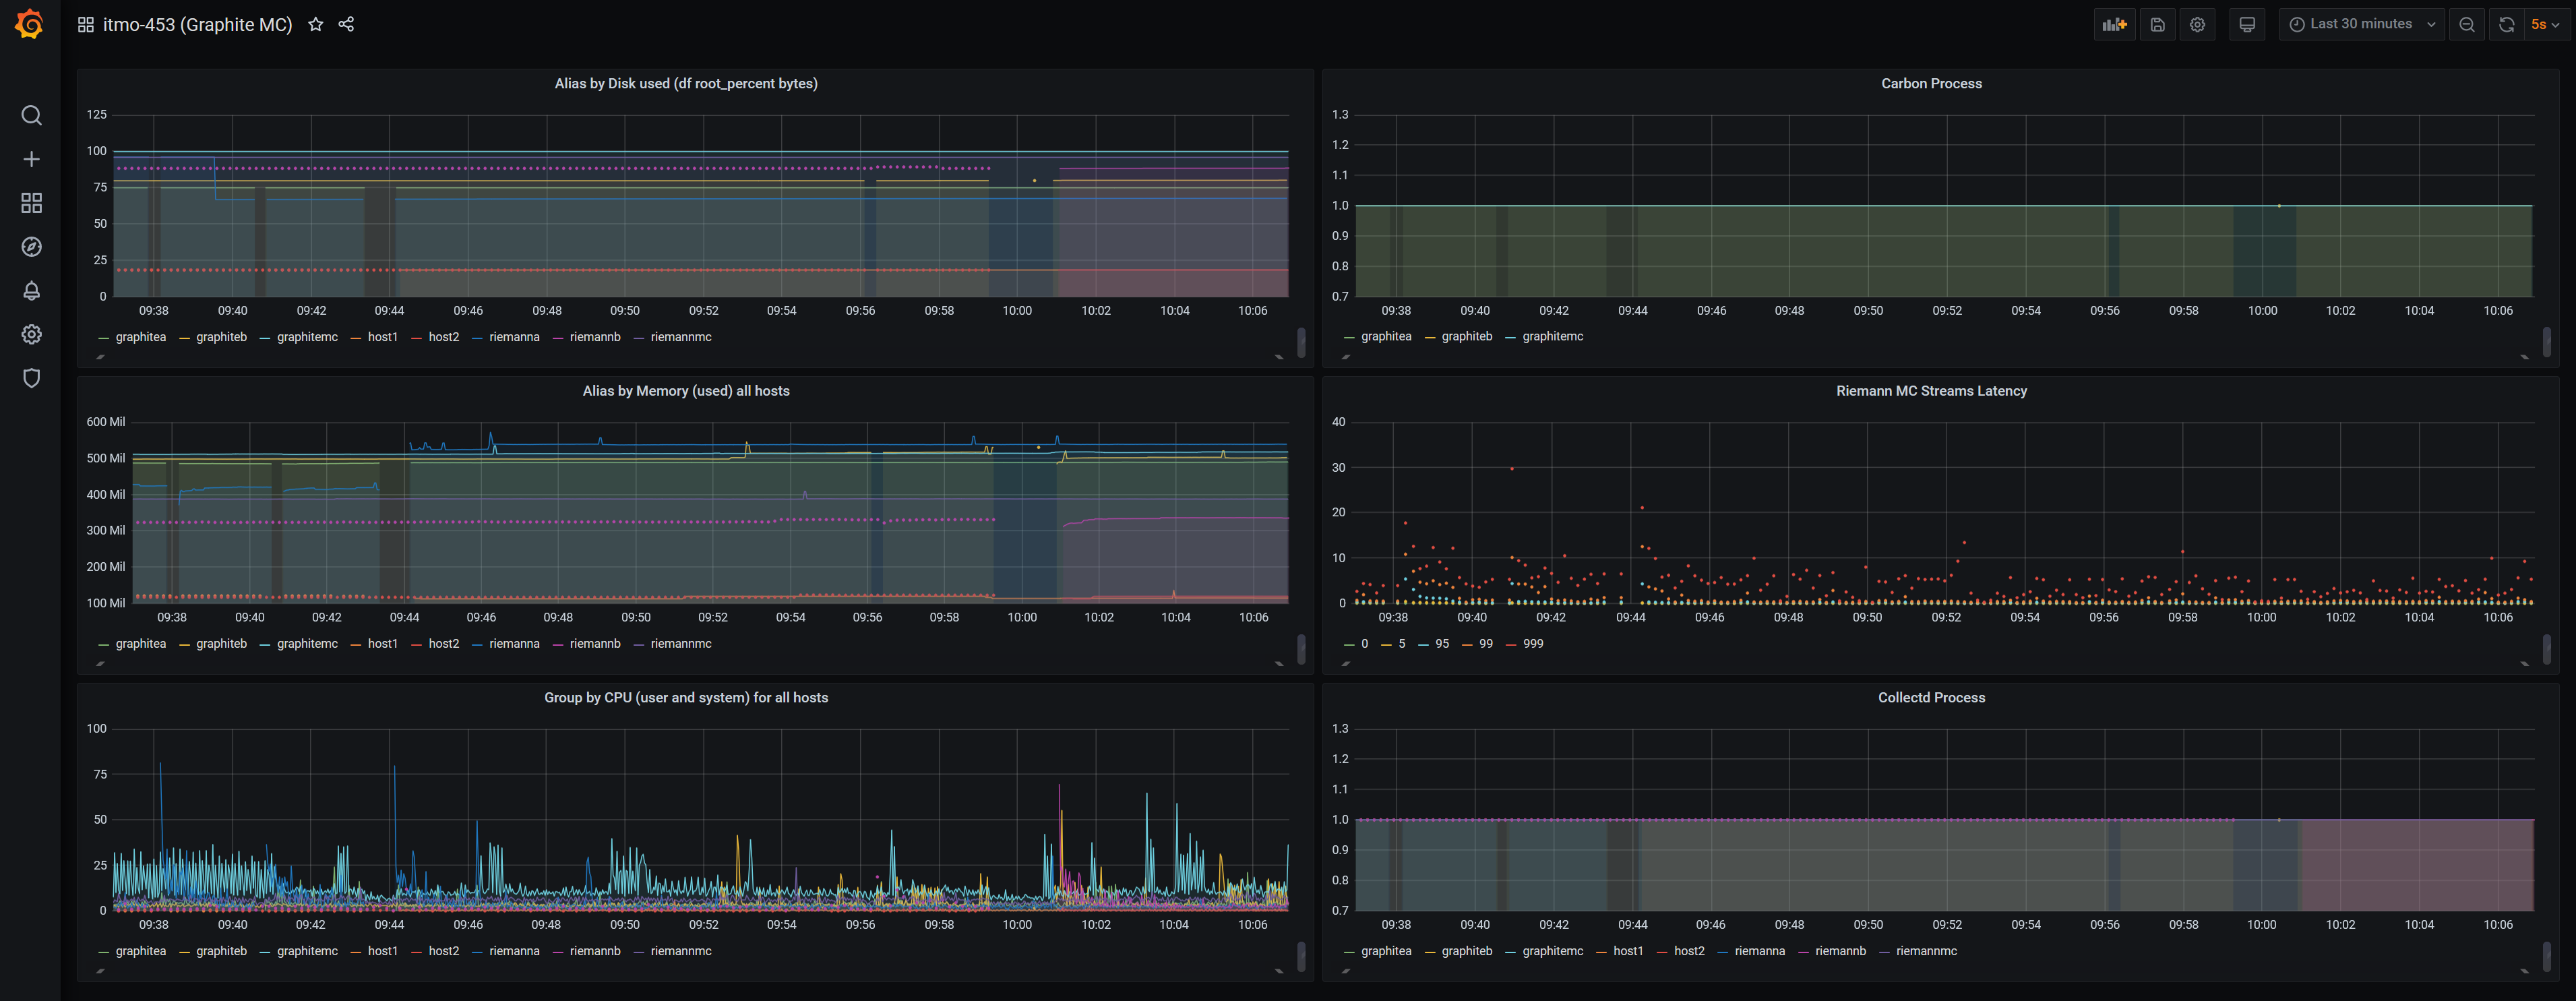 itmo-453 (Graphite MC)
Last 30 minutes
5s
Alias by Disk used (df root_percent bytes)
125
100
75
50
25
0
09:38 09:40 09:42 09:44 09:46 09:48 09:50 09:52 09:54 09:56 09:58 10:00 10:02 10:04 10:06
graphitea graphiteb graphitemc host1 host2 riemanna riemannb riemannmc
Carbon Process
1.3
1.2
1.1
1.0
0.9
0.8
0.7
09:38 09:40 09:42 09:44 09:46 09:48 09:50 09:52 09:54 09:56 09:58 10:00 10:02 10:04 10:06
graphitea graphiteb graphitemc
Alias by Memory (used) all hosts
600 Mil
500 Mil
400 Mil
300 Mil
200 Mil
100 Mil
09:38 09:40 09:42 09:44 09:46 09:48 09:50 09:52 09:54 09:56 09:58 10:00 10:02 10:04 10:06
graphitea graphiteb graphitemc host1 host2 riemanna riemannb riemannmc
Riemann MC Streams Latency
40
30
20
10
0
09:38 09:40 09:42 09:44 09:46 09:48 09:50 09:52 09:54 09:56 09:58 10:00 10:02 10:04 10:06
0 5 95 99 999
Group by CPU (user and system) for all hosts
100
75
50
25
0
09:38 09:40 09:42 09:44 09:46 09:48 09:50 09:52 09:54 09:56 09:58 10:00 10:02 10:04 10:06
graphitea graphiteb graphitemc host1 host2 riemanna riemannb riemannmc
Collectd Process
1.3
1.2
1.1
1.0
0.9
0.8
0.7
09:38 09:40 09:42 09:44 09:46 09:48 09:50 09:52 09:54 09:56 09:58 10:00 10:02 10:04 10:06
graphitea graphiteb graphitemc host1 host2 riemanna riemannb riemannmc